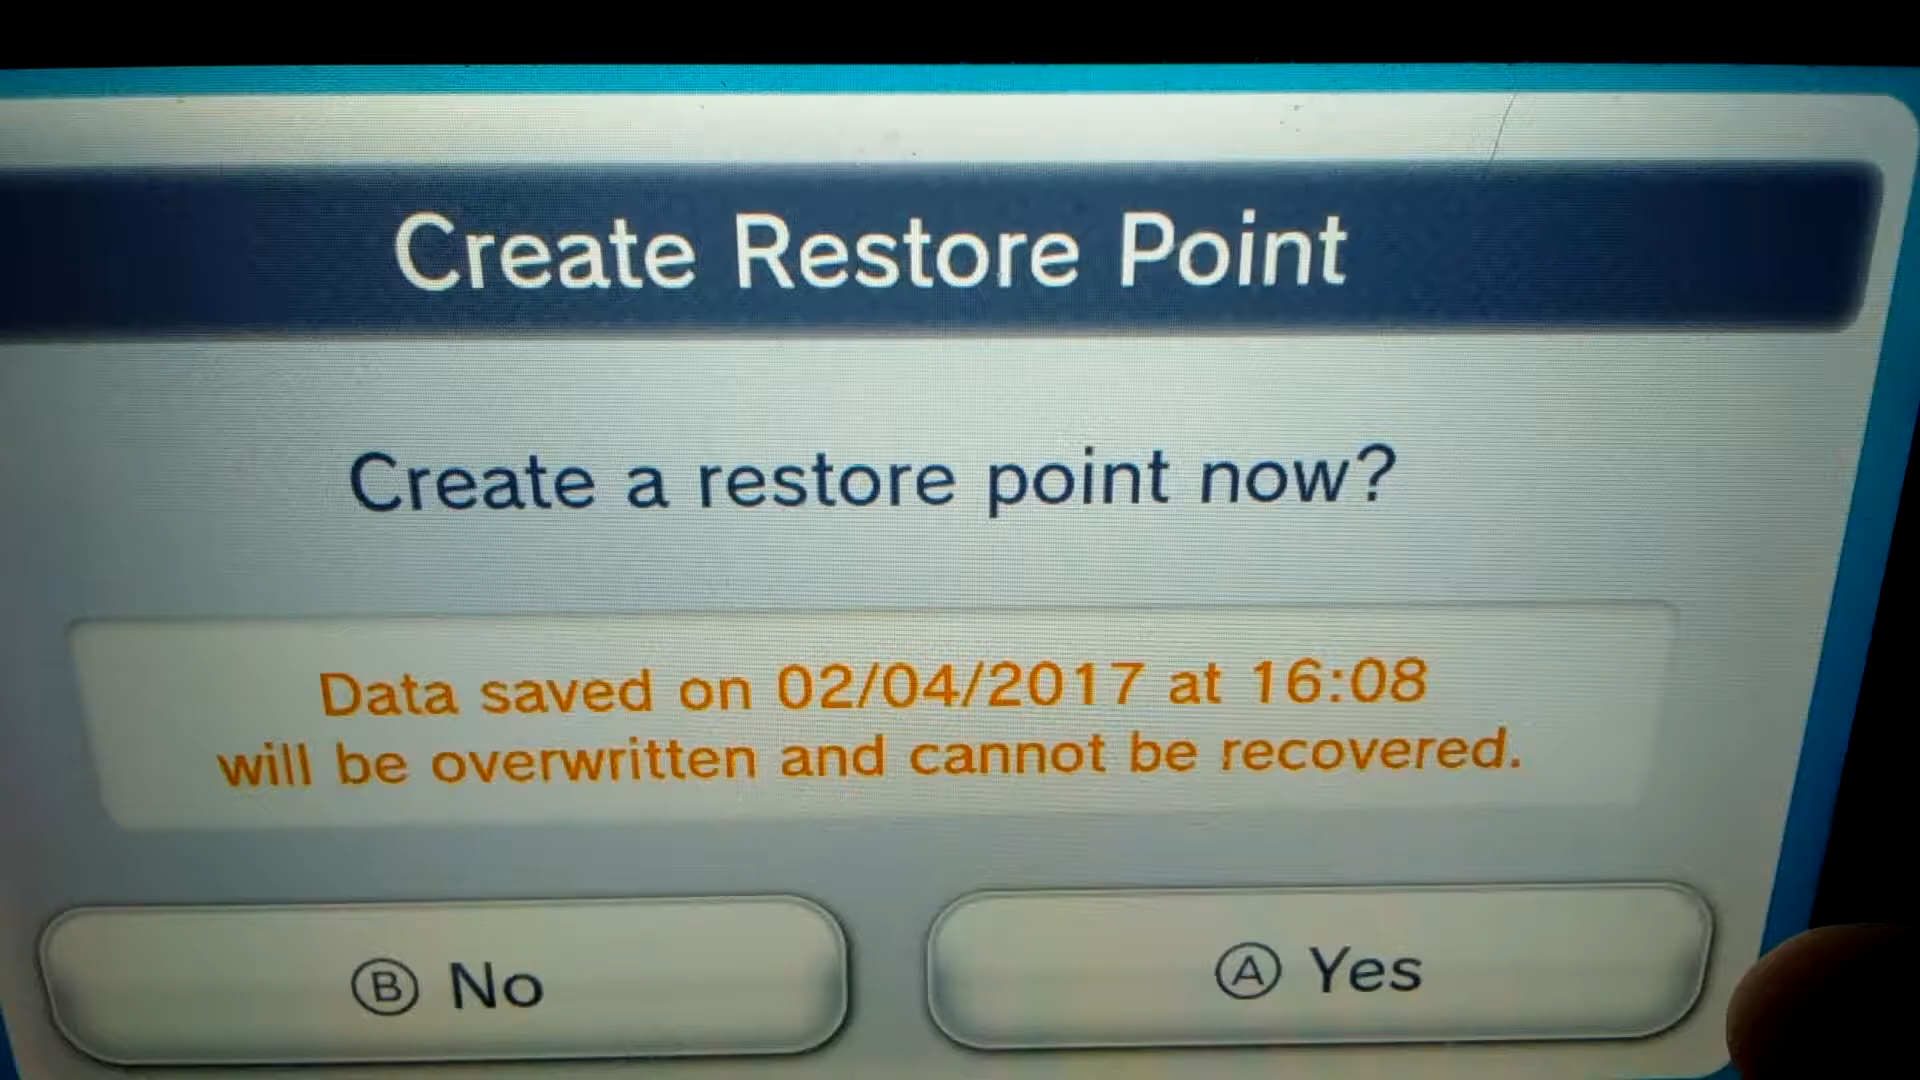 Create Restore Point
Create a restore point now?
Data saved on 02/04/2017 at 16:08
will be overwritten and cannot be recovered.
Ⓑ No
Ⓐ Yes